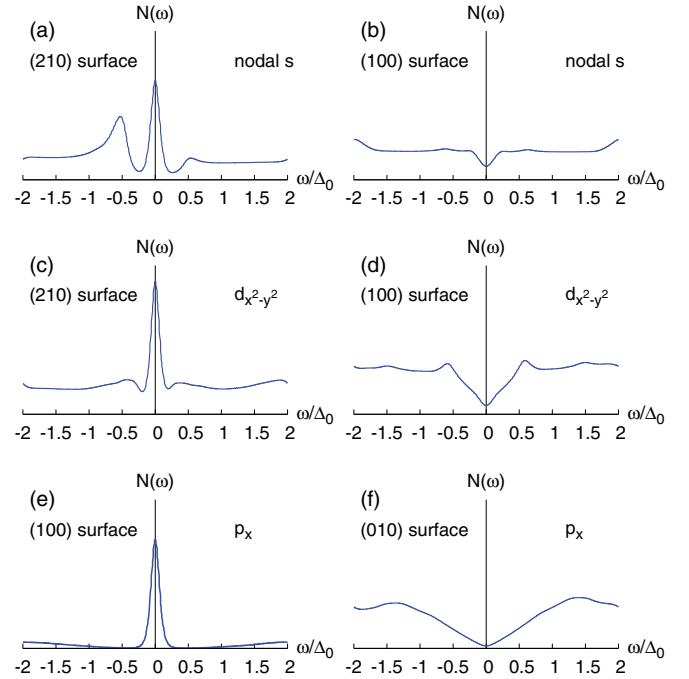 (a) N(ω)
(210) surface nodal s
-2 -1.5 -1 -0.5 0 0.5 1 1.5 2 ω/Δ₀
(b) N(ω)
(100) surface nodal s
-2 -1.5 -1 -0.5 0 0.5 1 1.5 2 ω/Δ₀
(c) N(ω)
(210) surface dₓ²₋ᵧ²
-2 -1.5 -1 -0.5 0 0.5 1 1.5 2 ω/Δ₀
(d) N(ω)
(100) surface dₓ²₋ᵧ²
-2 -1.5 -1 -0.5 0 0.5 1 1.5 2 ω/Δ₀
(e) N(ω)
(100) surface pₓ
-2 -1.5 -1 -0.5 0 0.5 1 1.5 2 ω/Δ₀
(f) N(ω)
(010) surface pₓ
-2 -1.5 -1 -0.5 0 0.5 1 1.5 2 ω/Δ₀